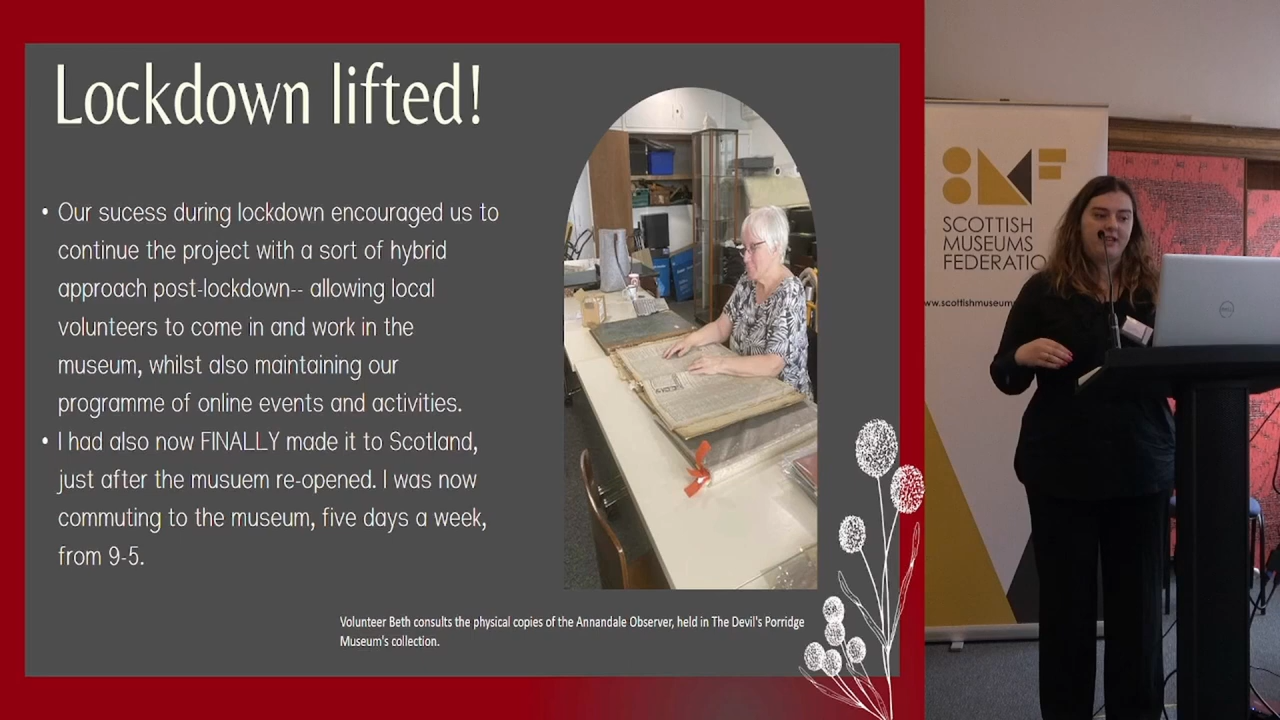 Lockdown lifted!
• Our sucess during lockdown encouraged us to
continue the project with a sort of hybrid
approach post-lockdown-- allowing local
volunteers to come in and work in the
museum, whilst also maintaining our
programme of online events and activities.
• I had also now FINALLY made it to Scotland,
just after the musuem re-opened. I was now
commuting to the museum, five days a week,
from 9-5.
Volunteer Beth consults the physical copies of the Annandale Observer, held in The Devil's Porridge
Museum's collection.
SCOTTISH
MUSEUMS
FEDERATIO
ww.scottishmuseums
DELL